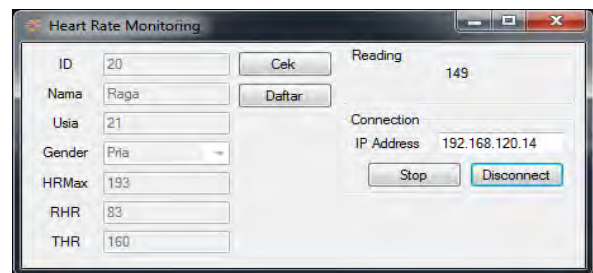 Heart Rate Monitoring
ID 20 Cek
Nama Raga Daftar
Usia 21
Gender Pria
HRMax 193
RHR 83
THR 160
Reading
149
Connection
IP Address 192.168.120.14
Stop Disconnect